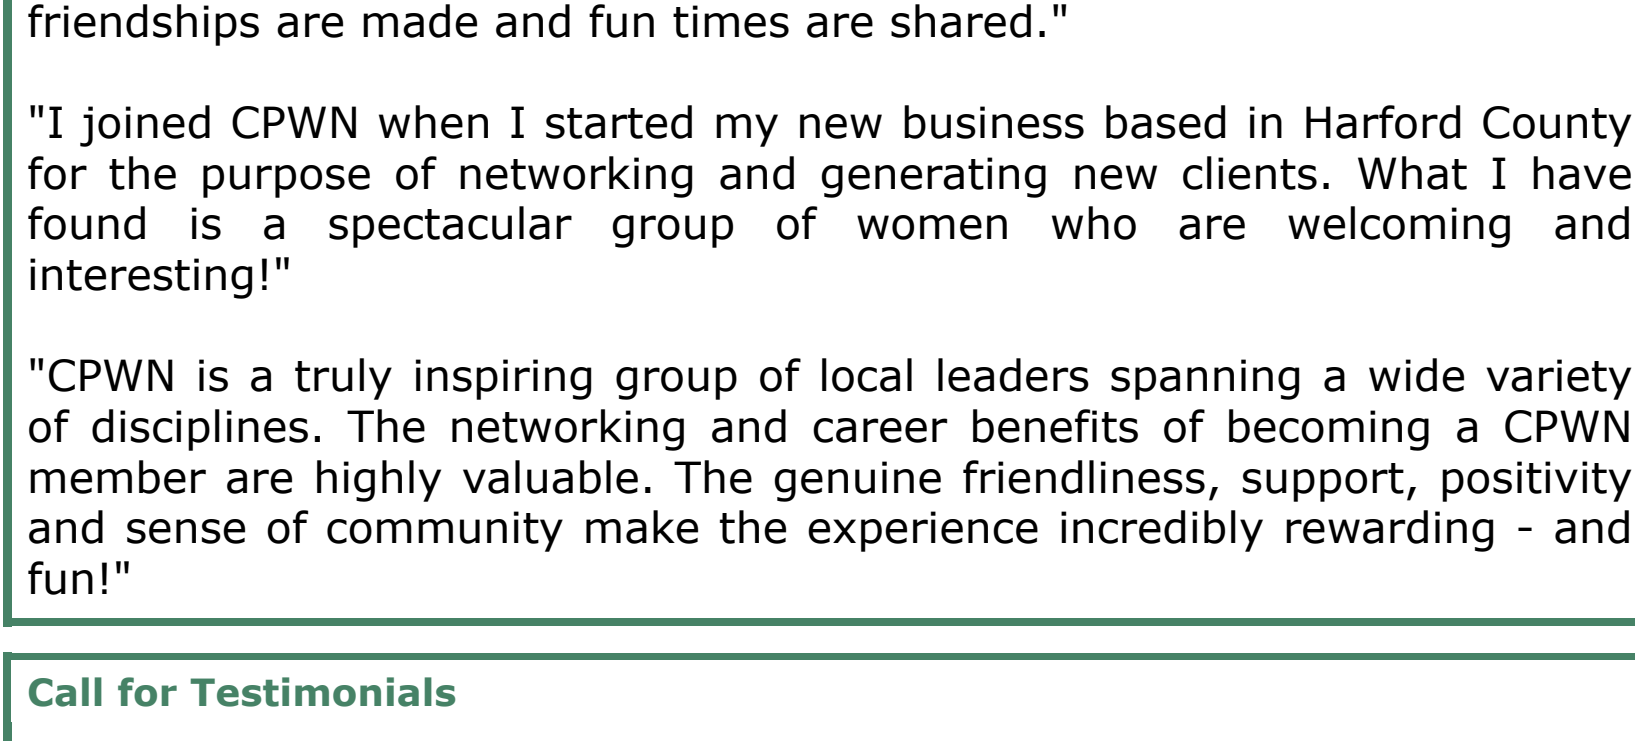 friendships are made and fun times are shared."
"I joined CPWN when I started my new business based in Harford County
for the purpose of networking and generating new clients. What I have
found is a spectacular group of women who are welcoming and
interesting!"
"CPWN is a truly inspiring group of local leaders spanning a wide variety
of disciplines. The networking and career benefits of becoming a CPWN
member are highly valuable. The genuine friendliness, support, positivity
and sense of community make the experience incredibly rewarding - and
fun!"
Call for Testimonials